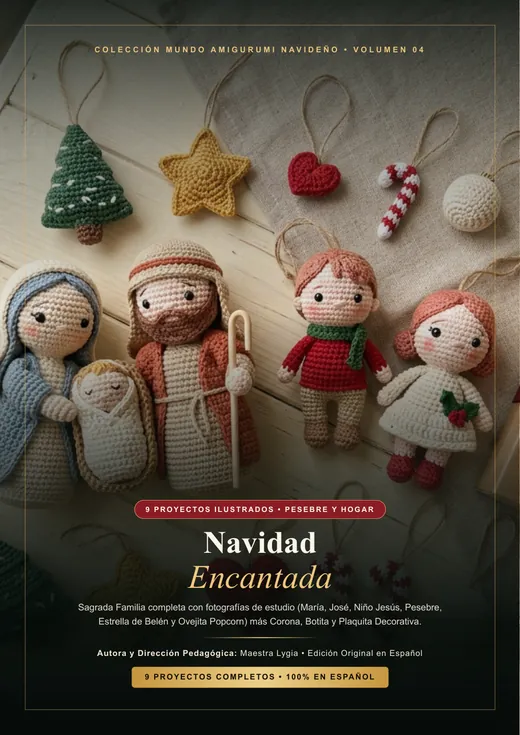 COLECCIÓN MUNDO AMIGURUMI NAVIDEÑO • VOLUMEN 04
9 PROYECTOS ILUSTRADOS • PESEBRE Y HOGAR
Navidad
Encantada
Sagrada Familia completa con fotografías de estudio (María, José, Niño Jesús, Pesebre,
Estrella de Belén y Ovejita Popcorn) más Corona, Botita y Plaquita Decorativa.
Autora y Dirección Pedagógica: Maestra Lygia • Edición Original en Español
9 PROYECTOS COMPLETOS • 100% EN ESPAÑOL